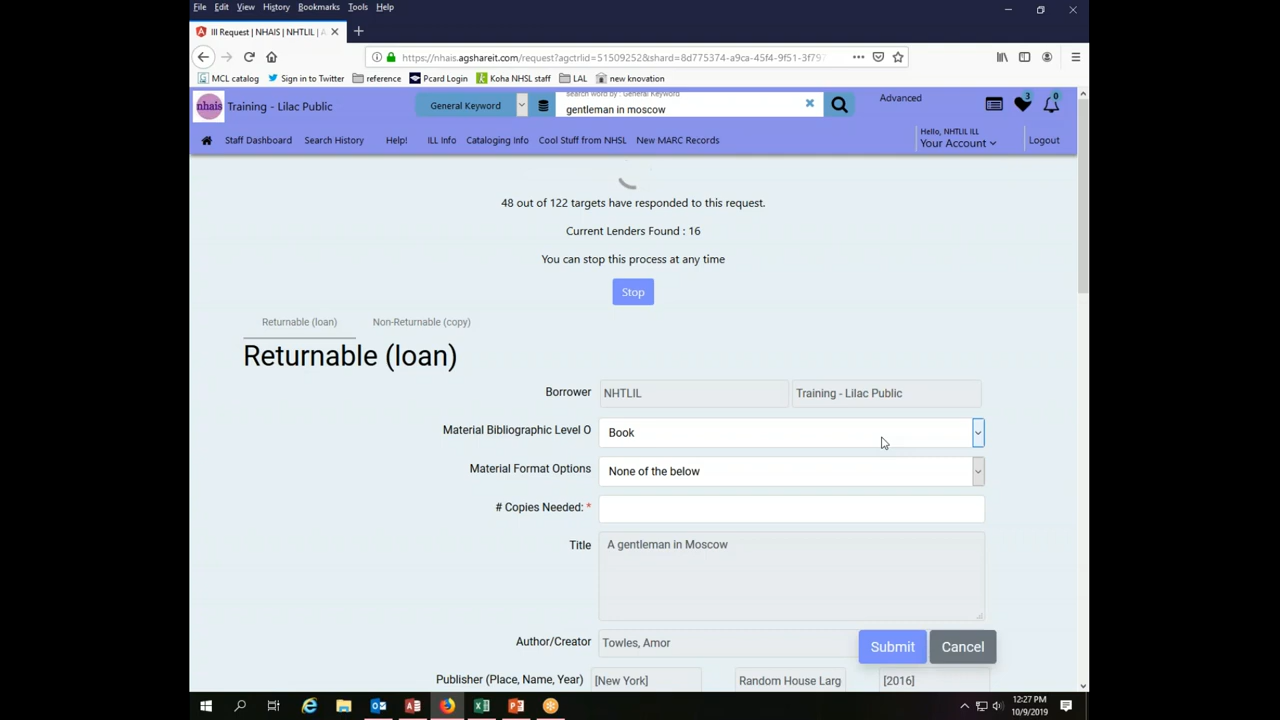 File Edit View History Bookmarks Tools Help
Ill Request | NHAIS | NHTLIL | A
https://nhais.agshareit.com/request?agctrlid=51509252&shard=8d775374-a9ca-45f4-9f51-3f797
MCL catalog Sign in to Twitter reference Pcard Login Koha NHSL staff LAL new knovation
nhais Training - Lilac Public General Keyword search word by : General Keyword Advanced 3 0
gentleman in moscow
Staff Dashboard Search History Help! ILL Info Cataloging Info Cool Stuff from NHSL New MARC Records Hello, NHTLIL ILL Logout
Your Account
48 out of 122 targets have responded to this request.
Current Lenders Found : 16
You can stop this process at any time
Stop
Returnable (loan) Non-Returnable (copy)
Returnable (loan)
Borrower NHTLIL Training - Lilac Public
Material Bibliographic Level O Book
Material Format Options None of the below
# Copies Needed: *
Title A gentleman in Moscow
Author/Creator Towles, Amor
Submit Cancel
Publisher (Place, Name, Year) [New York] Random House Larg [2016]
12:27 PM
10/9/2019